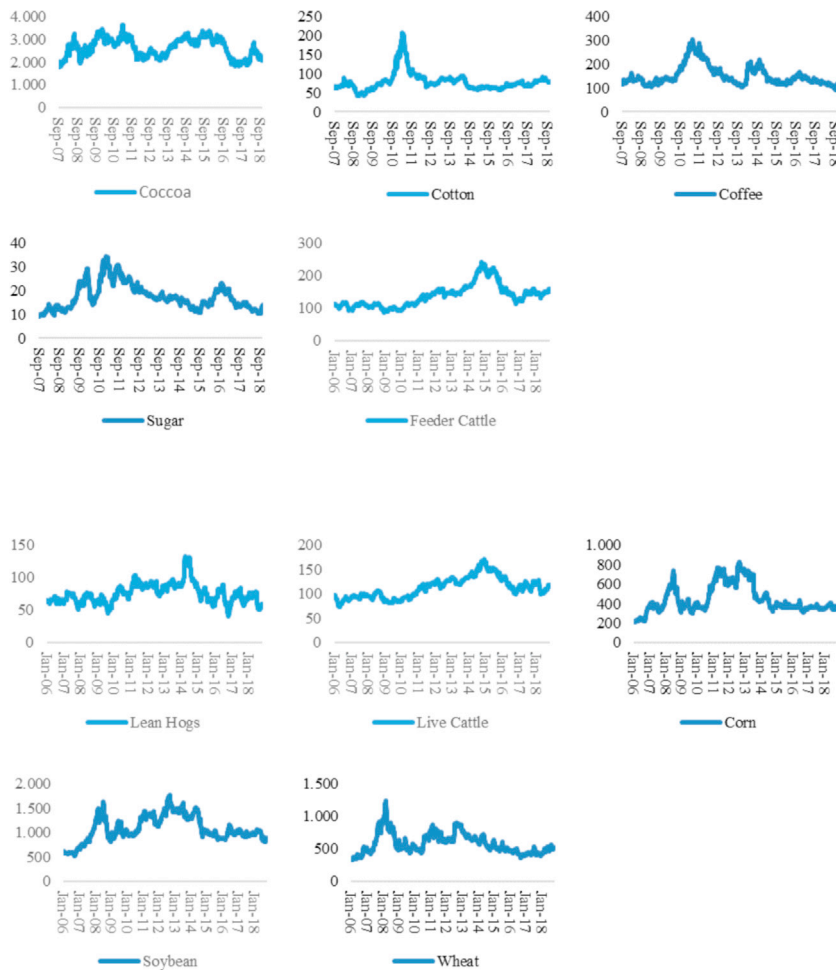 4.000
3.000
2.000
1.000
0
Sep-07
Sep-08
Sep-09
Sep-10
Sep-11
Sep-12
Sep-13
Sep-14
Sep-15
Sep-16
Sep-17
Sep-18
Coccoa
250
200
150
100
50
0
Sep-07
Sep-08
Sep-09
Sep-10
Sep-11
Sep-12
Sep-13
Sep-14
Sep-15
Sep-16
Sep-17
Sep-18
Cotton
400
300
200
100
0
Sep-07
Sep-08
Sep-09
Sep-10
Sep-11
Sep-12
Sep-13
Sep-14
Sep-15
Sep-16
Sep-17
Sep-18
Coffee
40
30
20
10
0
Sep-07
Sep-08
Sep-09
Sep-10
Sep-11
Sep-12
Sep-13
Sep-14
Sep-15
Sep-16
Sep-17
Sep-18
Sugar
300
200
100
0
Jan-06
Jan-07
Jan-08
Jan-09
Jan-10
Jan-11
Jan-12
Jan-13
Jan-14
Jan-15
Jan-16
Jan-17
Jan-18
Feeder Cattle
150
100
50
0
Jan-06
Jan-07
Jan-08
Jan-09
Jan-10
Jan-11
Jan-12
Jan-13
Jan-14
Jan-15
Jan-16
Jan-17
Jan-18
Lean Hogs
200
150
100
50
0
Jan-06
Jan-07
Jan-08
Jan-09
Jan-10
Jan-11
Jan-12
Jan-13
Jan-14
Jan-15
Jan-16
Jan-17
Jan-18
Live Cattle
1.000
800
600
400
200
0
Jan-06
Jan-07
Jan-08
Jan-09
Jan-10
Jan-11
Jan-12
Jan-13
Jan-14
Jan-15
Jan-16
Jan-17
Jan-18
Corn
2.000
1.500
1.000
500
0
Jan-06
Jan-07
Jan-08
Jan-09
Jan-10
Jan-11
Jan-12
Jan-13
Jan-14
Jan-15
Jan-16
Jan-17
Jan-18
Soybean
1.500
1.000
500
0
Jan-06
Jan-07
Jan-08
Jan-09
Jan-10
Jan-11
Jan-12
Jan-13
Jan-14
Jan-15
Jan-16
Jan-17
Jan-18
Wheat